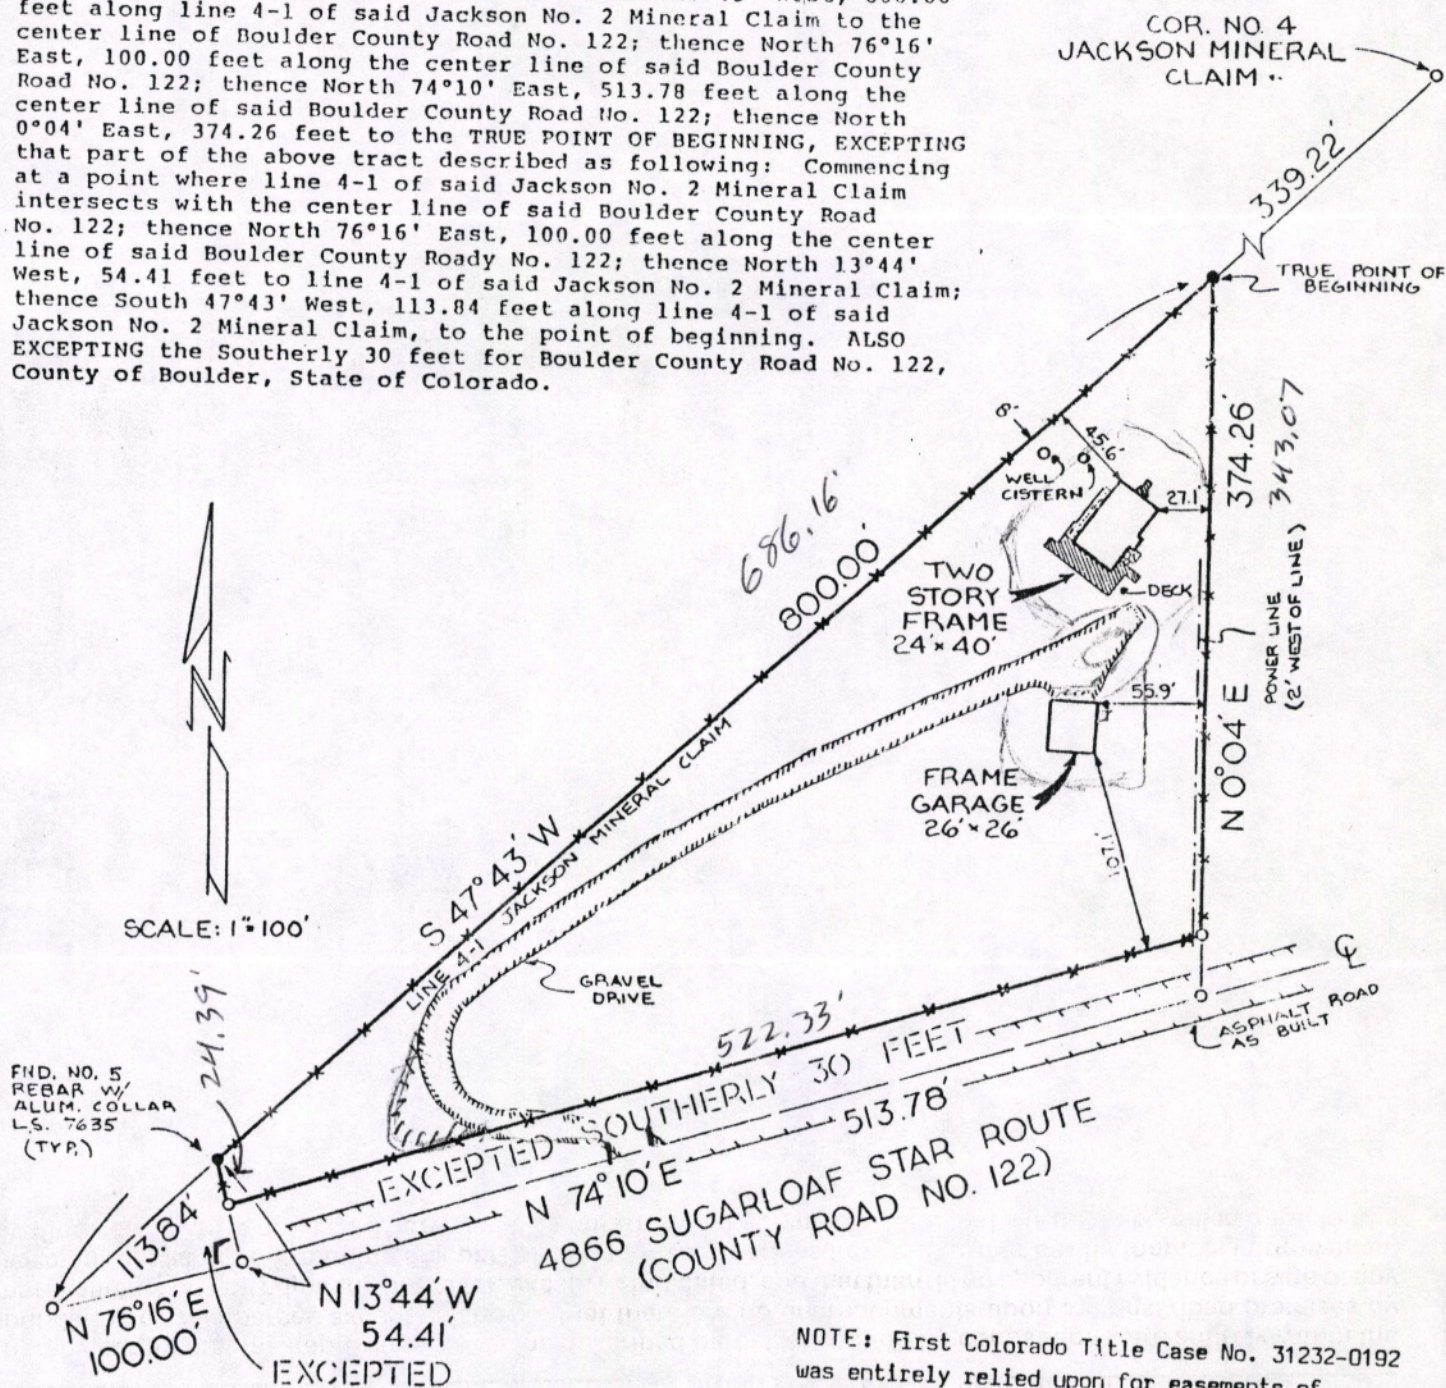 feet along line 4-1 of said Jackson No. 2 Mineral Claim to the
center line of Boulder County Road No. 122; thence North 76°16'
East, 100.00 feet along the center line of said Boulder County
Road No. 122; thence North 74°10' East, 513.78 feet along the
center line of said Boulder County Road No. 122; thence North
0°04' East, 374.26 feet to the TRUE POINT OF BEGINNING, EXCEPTING
that part of the above tract described as following: Commencing
at a point where line 4-1 of said Jackson No. 2 Mineral Claim
intersects with the center line of said Boulder County Road
No. 122; thence North 76°16' East, 100.00 feet along the center
line of said Boulder County Roady No. 122; thence North 13°44'
West, 54.41 feet to line 4-1 of said Jackson No. 2 Mineral Claim;
thence South 47°43' West, 113.84 feet along line 4-1 of said
Jackson No. 2 Mineral Claim, to the point of beginning. ALSO
EXCEPTING the Southerly 30 feet for Boulder County Road No. 122,
County of Boulder, State of Colorado.
COR. NO. 4
JACKSON MINERAL
CLAIM
339.22'
TRUE POINT OF
BEGINNING
8'
45.6'
WELL
CISTERN
27.1'
374.26'
343.07
686.16'
800.00'
TWO
STORY
FRAME
24'×40'
DECK
POWER LINE
(2' WEST OF LINE)
55.9'
N 0°04' E
FRAME
GARAGE
26'×26'
107.1'
S 47°43' W
LINE 4-1 JACKSON MINERAL CLAIM
SCALE: 1"=100'
GRAVEL
DRIVE
24.39'
522.33'
EXCEPTED SOUTHERLY 30 FEET
ASPHALT ROAD
AS BUILT
FND. NO. 5
REBAR W/
ALUM. COLLAR
L.S. 7635
(TYP.)
N 74°10' E
513.78'
4866 SUGARLOAF STAR ROUTE
(COUNTY ROAD NO. 122)
113.84'
N 76°16' E
100.00
N 13°44' W
54.41
EXCEPTED
NOTE: First Colorado Title Case No. 31232-0192
was entirely relied upon for easements of